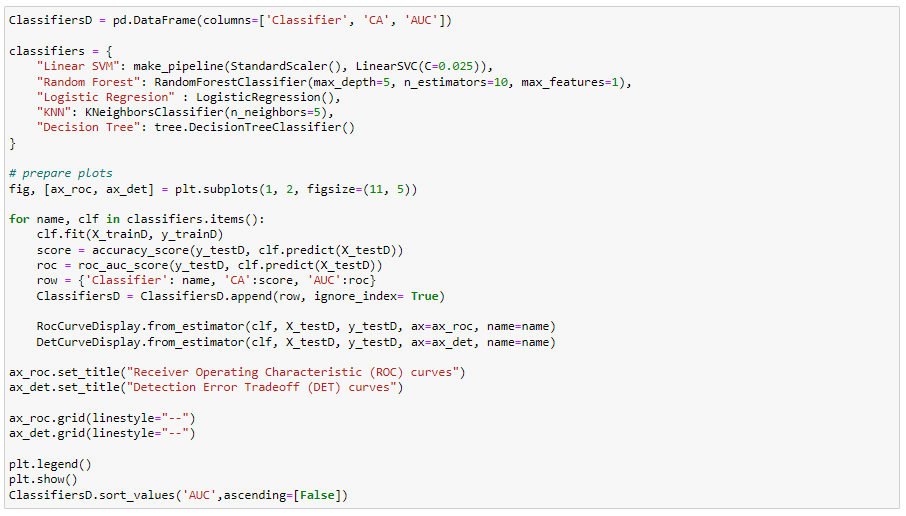 ClassifiersD = pd.DataFrame(columns=['Classifier', 'CA', 'AUC'])
classifiers = {
    "Linear SVM": make_pipeline(StandardScaler(), LinearSVC(C=0.025)),
    "Random Forest": RandomForestClassifier(max_depth=5, n_estimators=10, max_features=1),
    "Logistic Regresion" : LogisticRegression(),
    "KNN": KNeighborsClassifier(n_neighbors=5),
    "Decision Tree": tree.DecisionTreeClassifier()
}
# prepare plots
fig, [ax_roc, ax_det] = plt.subplots(1, 2, figsize=(11, 5))
for name, clf in classifiers.items():
    clf.fit(X_trainD, y_trainD)
    score = accuracy_score(y_testD, clf.predict(X_testD))
    roc = roc_auc_score(y_testD, clf.predict(X_testD))
    row = {'Classifier': name, 'CA':score, 'AUC':roc}
    ClassifiersD = ClassifiersD.append(row, ignore_index= True)
    RocCurveDisplay.from_estimator(clf, X_testD, y_testD, ax=ax_roc, name=name)
    DetCurveDisplay.from_estimator(clf, X_testD, y_testD, ax=ax_det, name=name)
ax_roc.set_title("Receiver Operating Characteristic (ROC) curves")
ax_det.set_title("Detection Error Tradeoff (DET) curves")
ax_roc.grid(linestyle="--")
ax_det.grid(linestyle="--")
plt.legend()
plt.show()
ClassifiersD.sort_values('AUC',ascending=[False])